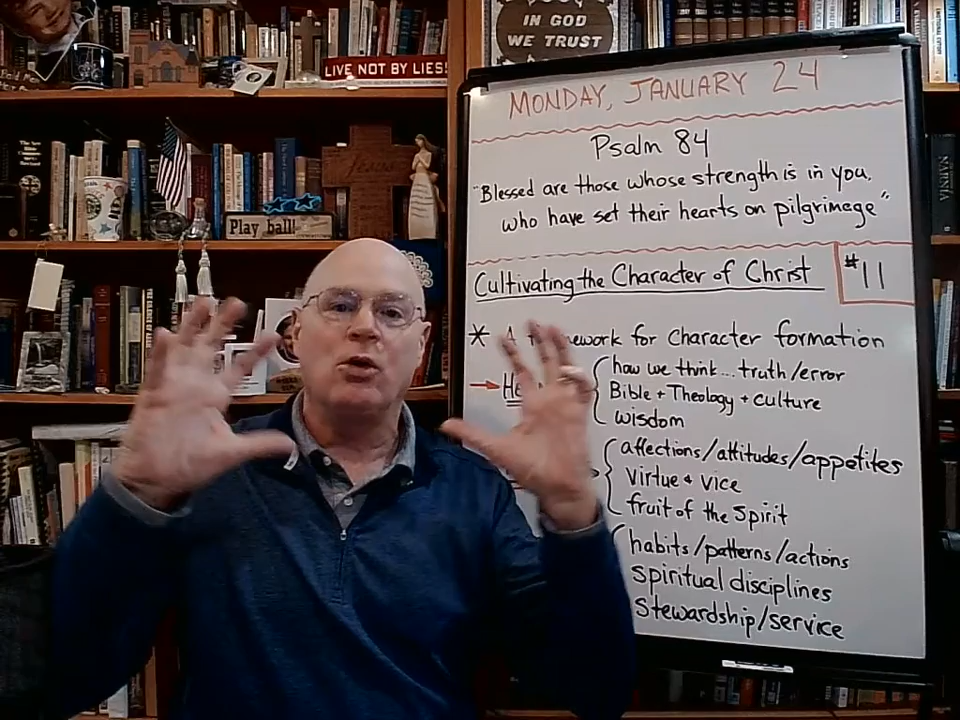 IN GOD
WE TRUST
LIVE NOT BY LIES!
Play ball!
Jesus
NARNIA
MONDAY, JANUARY 24
Psalm 84
"Blessed are those whose strength is in you,
who have set their hearts on pilgrimage"
Cultivating the Character of Christ
#11
* A ework for Character formation
how we think... truth/error
Bible + Theology + culture
wisdom
affections/attitudes/appetites
virtue & vice
fruit of the Spirit
habits/patterns/actions
spiritual disciplines
Stewardship/service